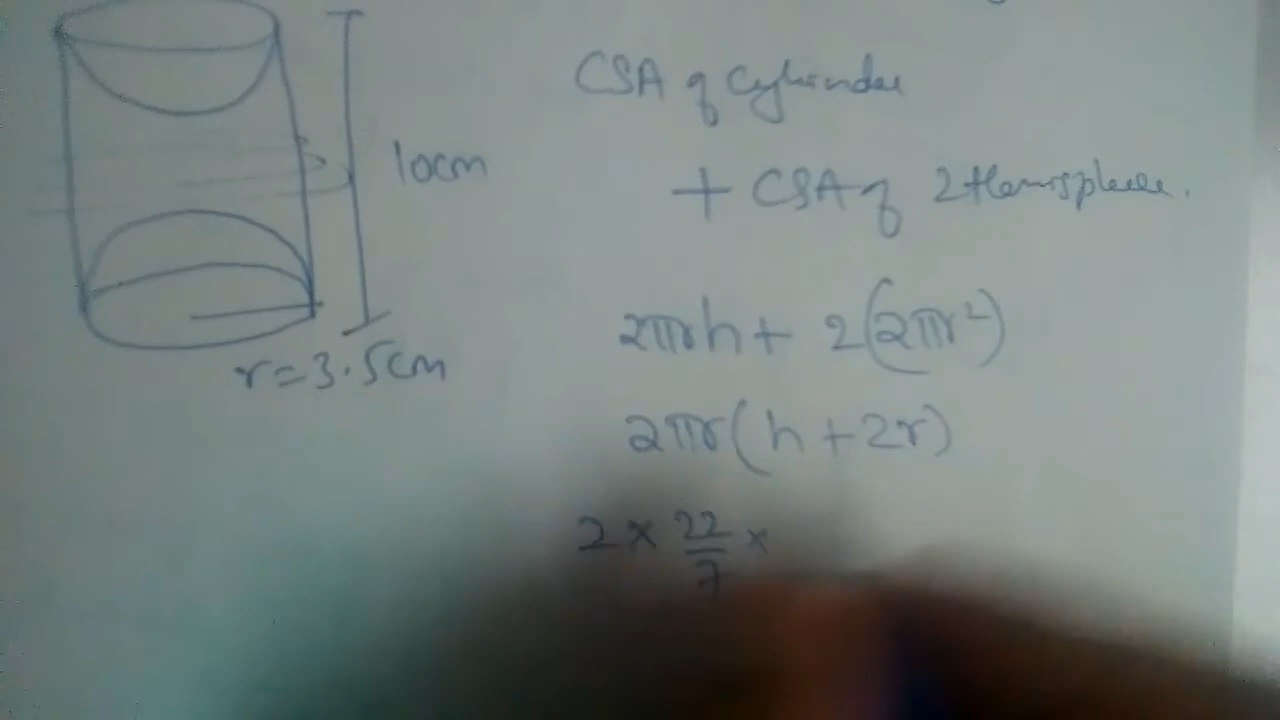 10cm
r=3.5cm
CSA of Cylinder
+ CSA of 2 Hemisphere.
2πrh + 2(2πr²)
2πr(h+2r)
2 × 22/7 ×